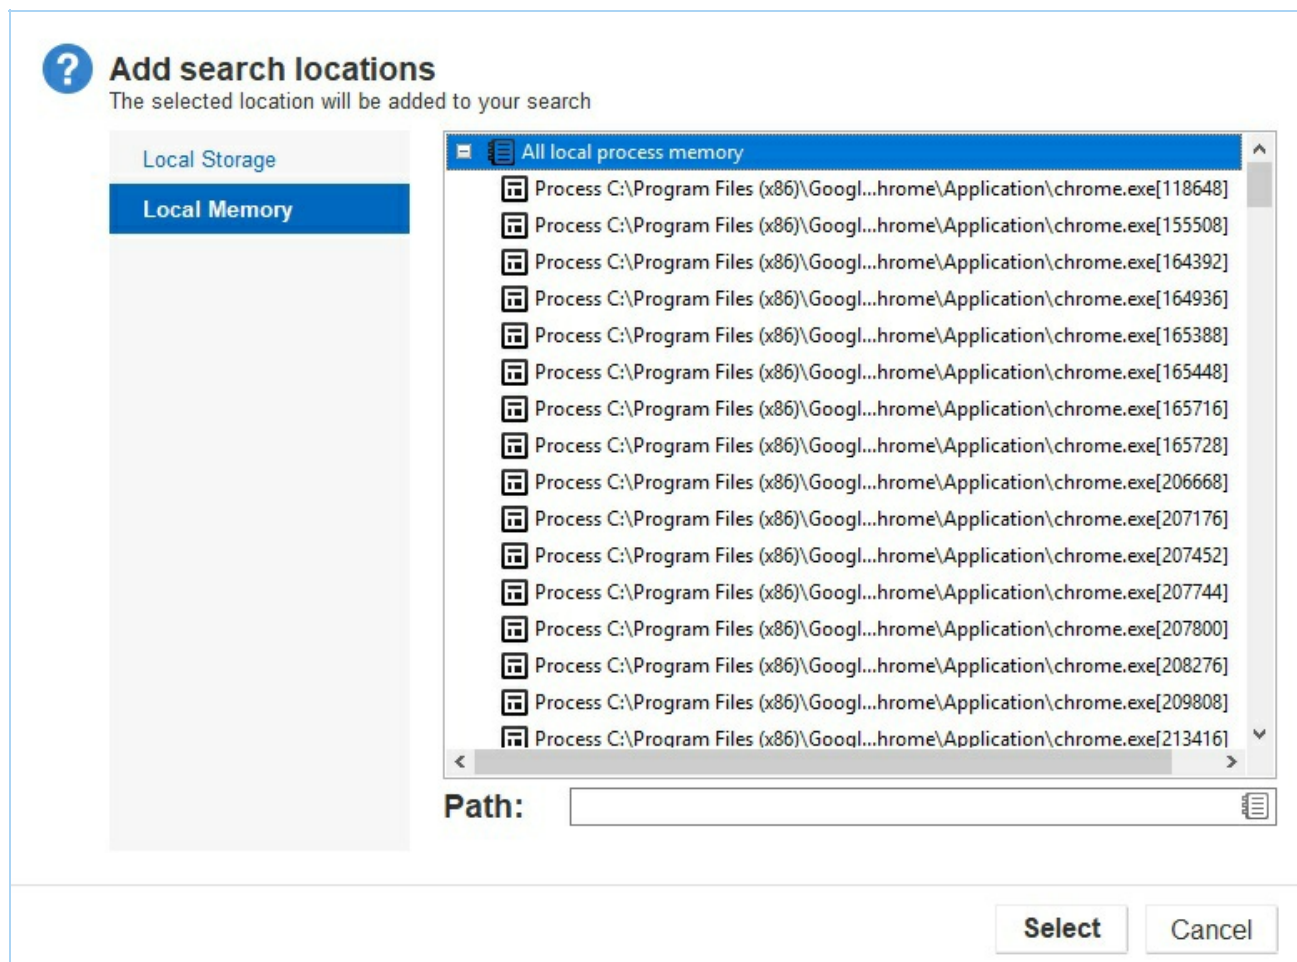 ?
Add search locations
The selected location will be added to your search
Local Storage
Local Memory
All local process memory
Process C:\Program Files (x86)\Googl...hrome\Application\chrome.exe[118648]
Process C:\Program Files (x86)\Googl...hrome\Application\chrome.exe[155508]
Process C:\Program Files (x86)\Googl...hrome\Application\chrome.exe[164392]
Process C:\Program Files (x86)\Googl...hrome\Application\chrome.exe[164936]
Process C:\Program Files (x86)\Googl...hrome\Application\chrome.exe[165388]
Process C:\Program Files (x86)\Googl...hrome\Application\chrome.exe[165448]
Process C:\Program Files (x86)\Googl...hrome\Application\chrome.exe[165716]
Process C:\Program Files (x86)\Googl...hrome\Application\chrome.exe[165728]
Process C:\Program Files (x86)\Googl...hrome\Application\chrome.exe[206668]
Process C:\Program Files (x86)\Googl...hrome\Application\chrome.exe[207176]
Process C:\Program Files (x86)\Googl...hrome\Application\chrome.exe[207452]
Process C:\Program Files (x86)\Googl...hrome\Application\chrome.exe[207744]
Process C:\Program Files (x86)\Googl...hrome\Application\chrome.exe[207800]
Process C:\Program Files (x86)\Googl...hrome\Application\chrome.exe[208276]
Process C:\Program Files (x86)\Googl...hrome\Application\chrome.exe[209808]
Process C:\Program Files (x86)\Googl...hrome\Application\chrome.exe[213416]
Path:
Select
Cancel